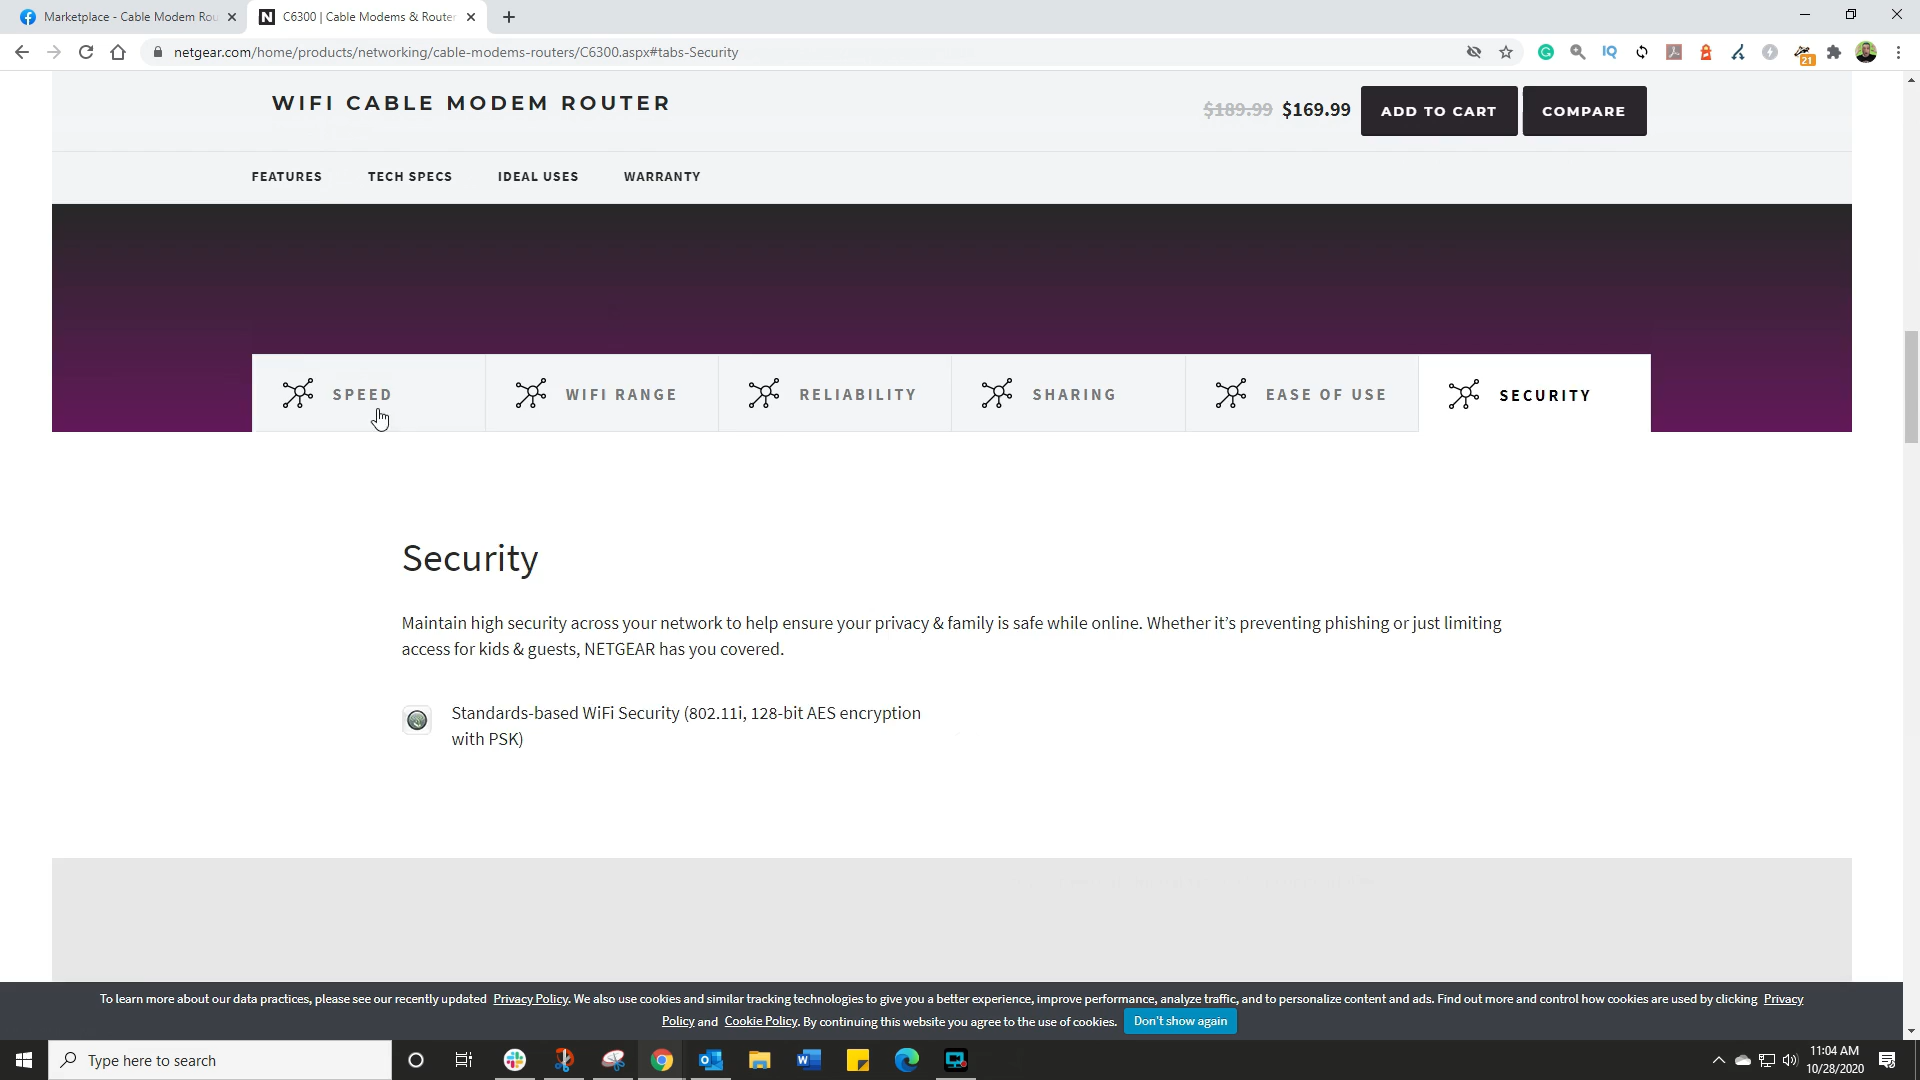 Marketplace - Cable Modem Rou
C6300 | Cable Modems & Router
netgear.com/home/products/networking/cable-modems-routers/C6300.aspx#tabs-Security
IQ
21
WIFI CABLE MODEM ROUTER
$189.99 $169.99 ADD TO CART COMPARE
FEATURES TECH SPECS IDEAL USES WARRANTY
SPEED WIFI RANGE RELIABILITY SHARING EASE OF USE SECURITY
Security
Maintain high security across your network to help ensure your privacy & family is safe while online. Whether it’s preventing phishing or just limiting
access for kids & guests, NETGEAR has you covered.
Standards-based WiFi Security (802.11i, 128-bit AES encryption
with PSK)
To learn more about our data practices, please see our recently updated Privacy Policy. We also use cookies and similar tracking technologies to give you a better experience, improve performance, analyze traffic, and to personalize content and ads. Find out more and control how cookies are used by clicking Privacy
Policy and Cookie Policy. By continuing this website you agree to the use of cookies. Don't show again
Type here to search
11:04 AM
10/28/2020